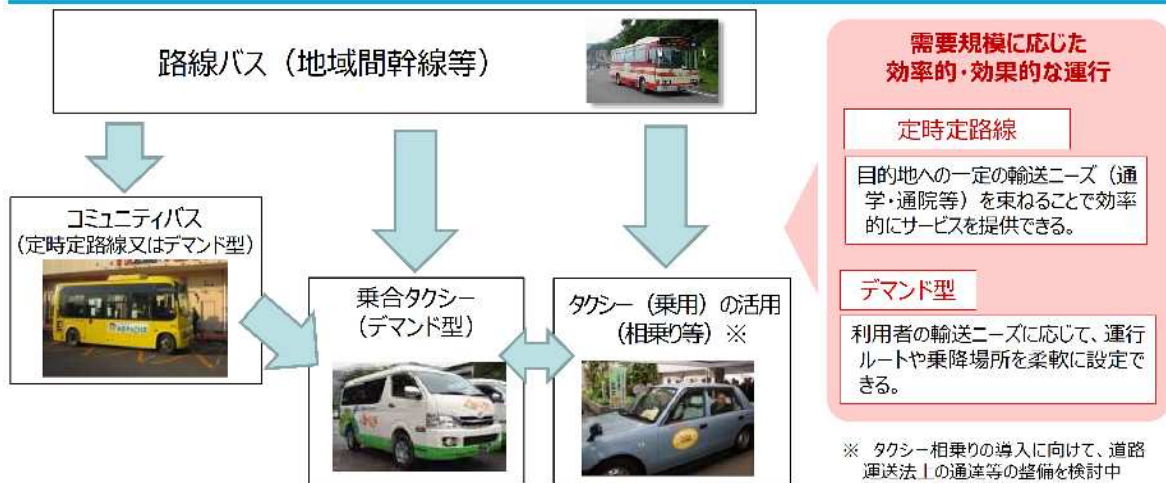 路線バス（地域間幹線等）
コミュニティバス
（定時定路線又はデマンド型）
乗合タクシー
（デマンド型）
タクシー（乗用）の活用
（相乗り等）※
需要規模に応じた
効率的・効果的な運行
定時定路線
目的地への一定の輸送ニーズ（通
学・通院等）を束ねることで効率
的にサービスを提供できる。
デマンド型
利用者の輸送ニーズに応じて、運行
ルートや乗降場所を柔軟に設定で
きる。
※　タクシー相乗りの導入に向けて、道路
運送法上の通達等の整備を検討中